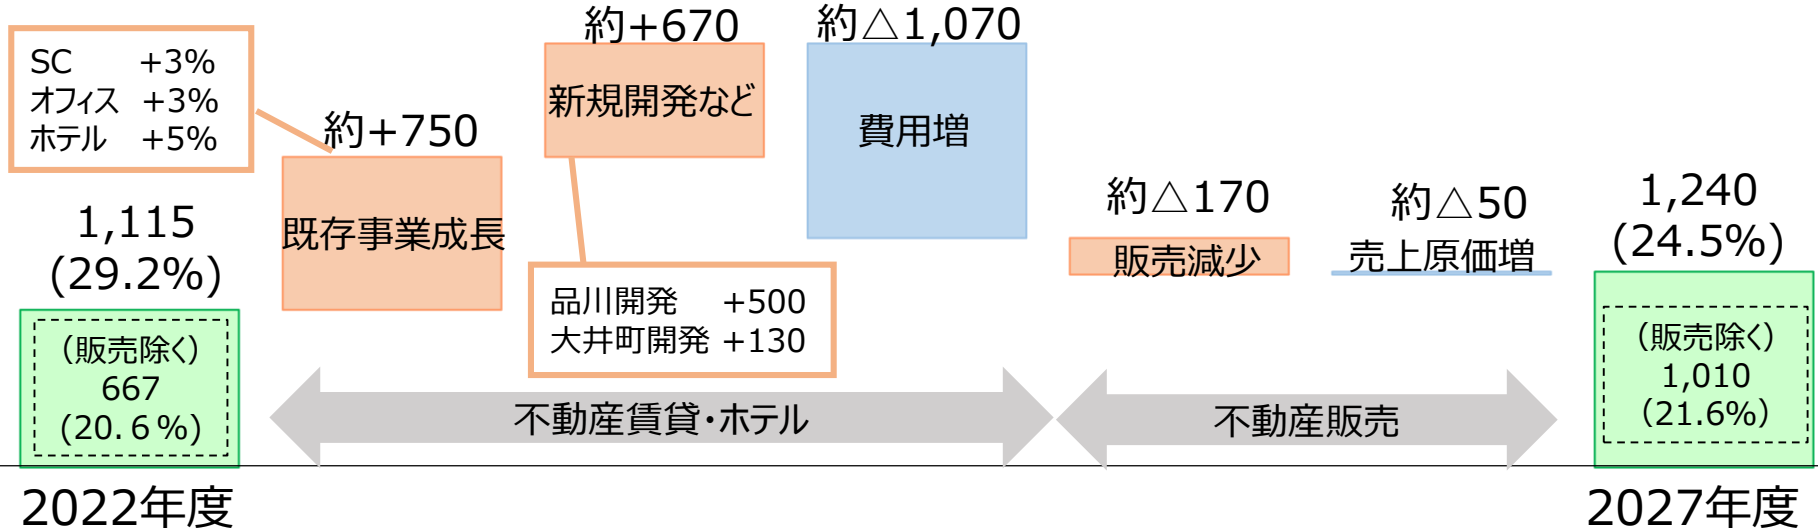 SC +3%
オフィス +3%
ホテル +5%
1,115
(29.2%)
(販売除く)
667
(20.6%)
2022年度
約+750
既存事業成長
約+670
新規開発など
品川開発 +500
大井町開発 +130
約△1,070
費用増
不動産賃貸・ホテル
約△170
販売減少
約△50
売上原価増
不動産販売
1,240
(24.5%)
(販売除く)
1,010
(21.6%)
2027年度